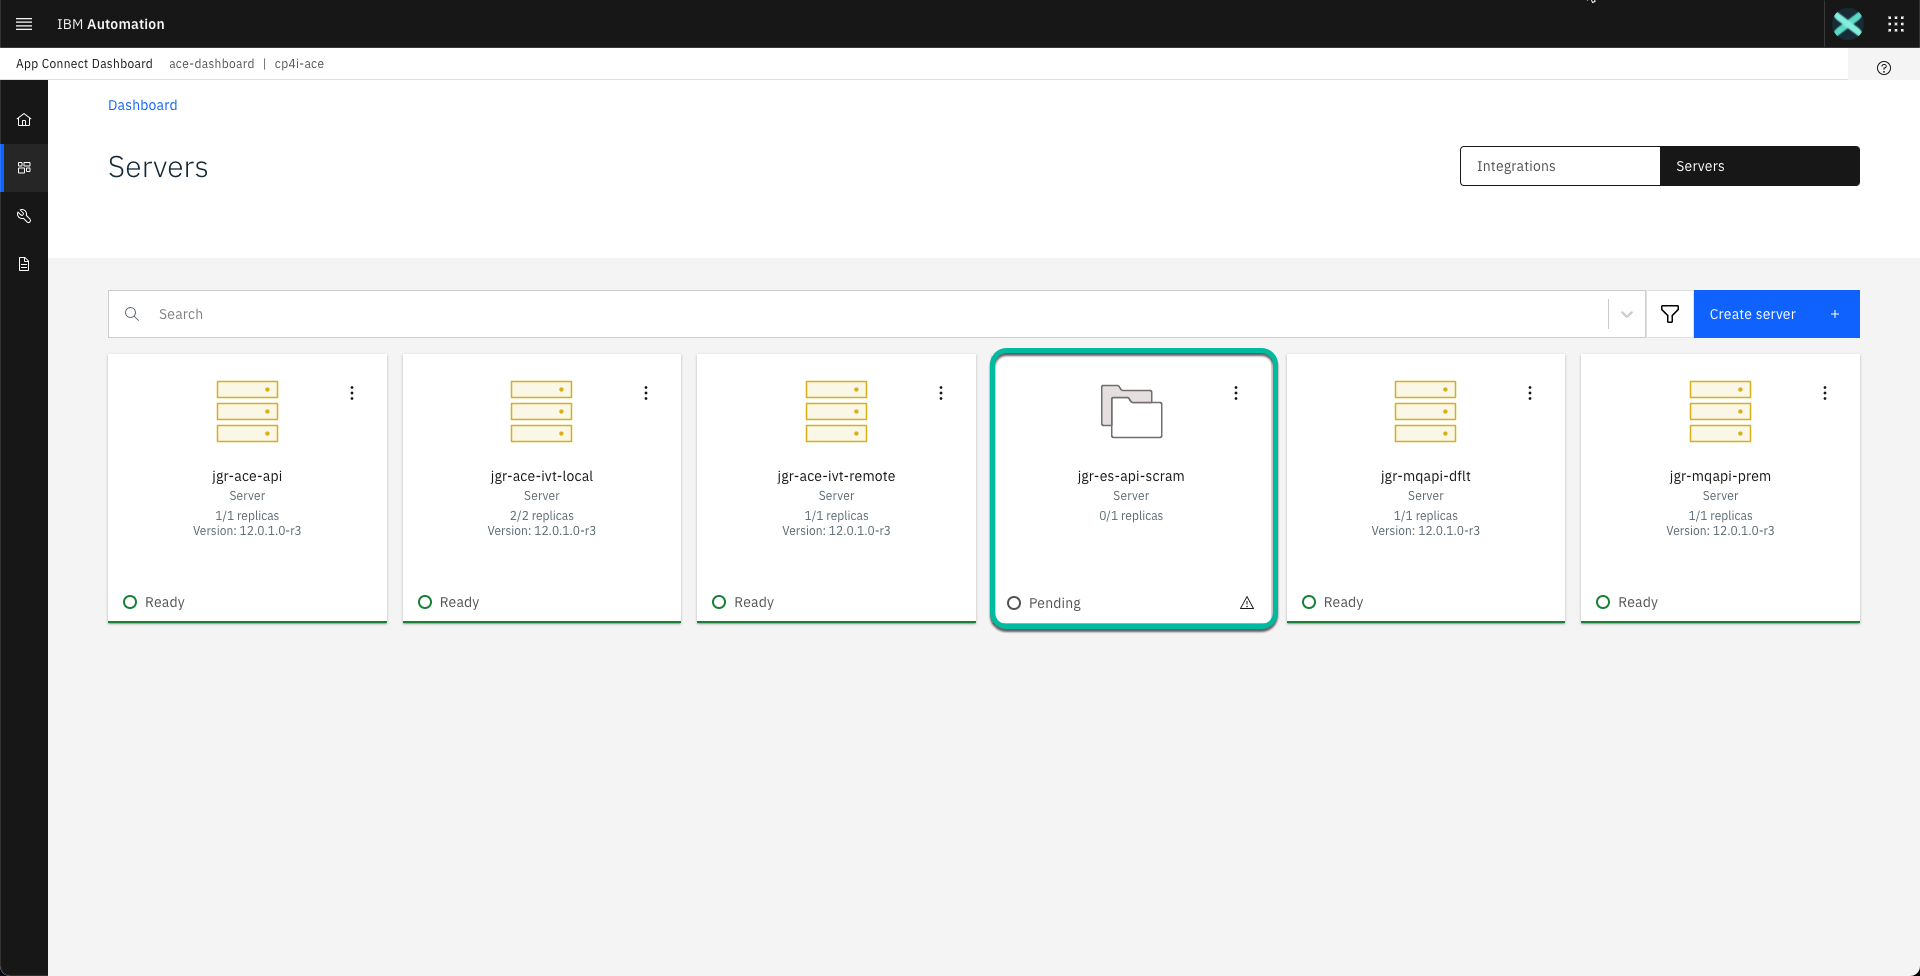 IBM Automation
App Connect Dashboard ace-dashboard | cp4i-ace
Dashboard
Servers
Integrations
Servers
Search
Create server +
jgr-ace-api
Server
1/1 replicas
Version: 12.0.1.0-r3
Ready
jgr-ace-ivt-local
Server
2/2 replicas
Version: 12.0.1.0-r3
Ready
jgr-ace-ivt-remote
Server
1/1 replicas
Version: 12.0.1.0-r3
Ready
jgr-es-api-scram
Server
0/1 replicas
Pending
jgr-mqapi-dflt
Server
1/1 replicas
Version: 12.0.1.0-r3
Ready
jgr-mqapi-prem
Server
1/1 replicas
Version: 12.0.1.0-r3
Ready